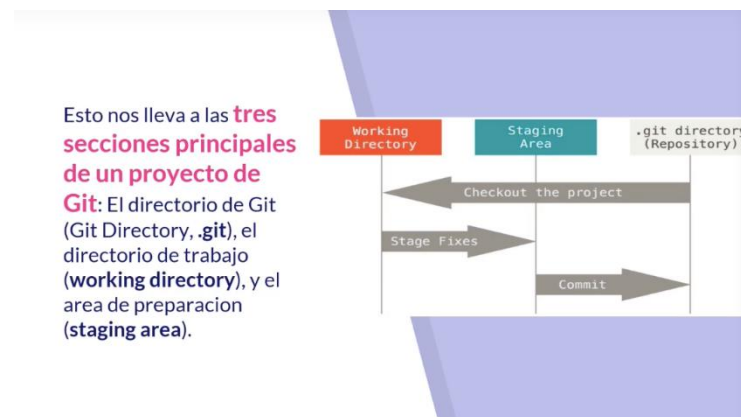 Esto nos lleva a las tres
secciones principales
de un proyecto de
Git: El directorio de Git
(Git Directory, .git), el
directorio de trabajo
(working directory), y el
area de preparacion
(staging area).
Working
Directory
Staging
Area
.git directory
(Repository)
Checkout the project
Stage Fixes
Commit